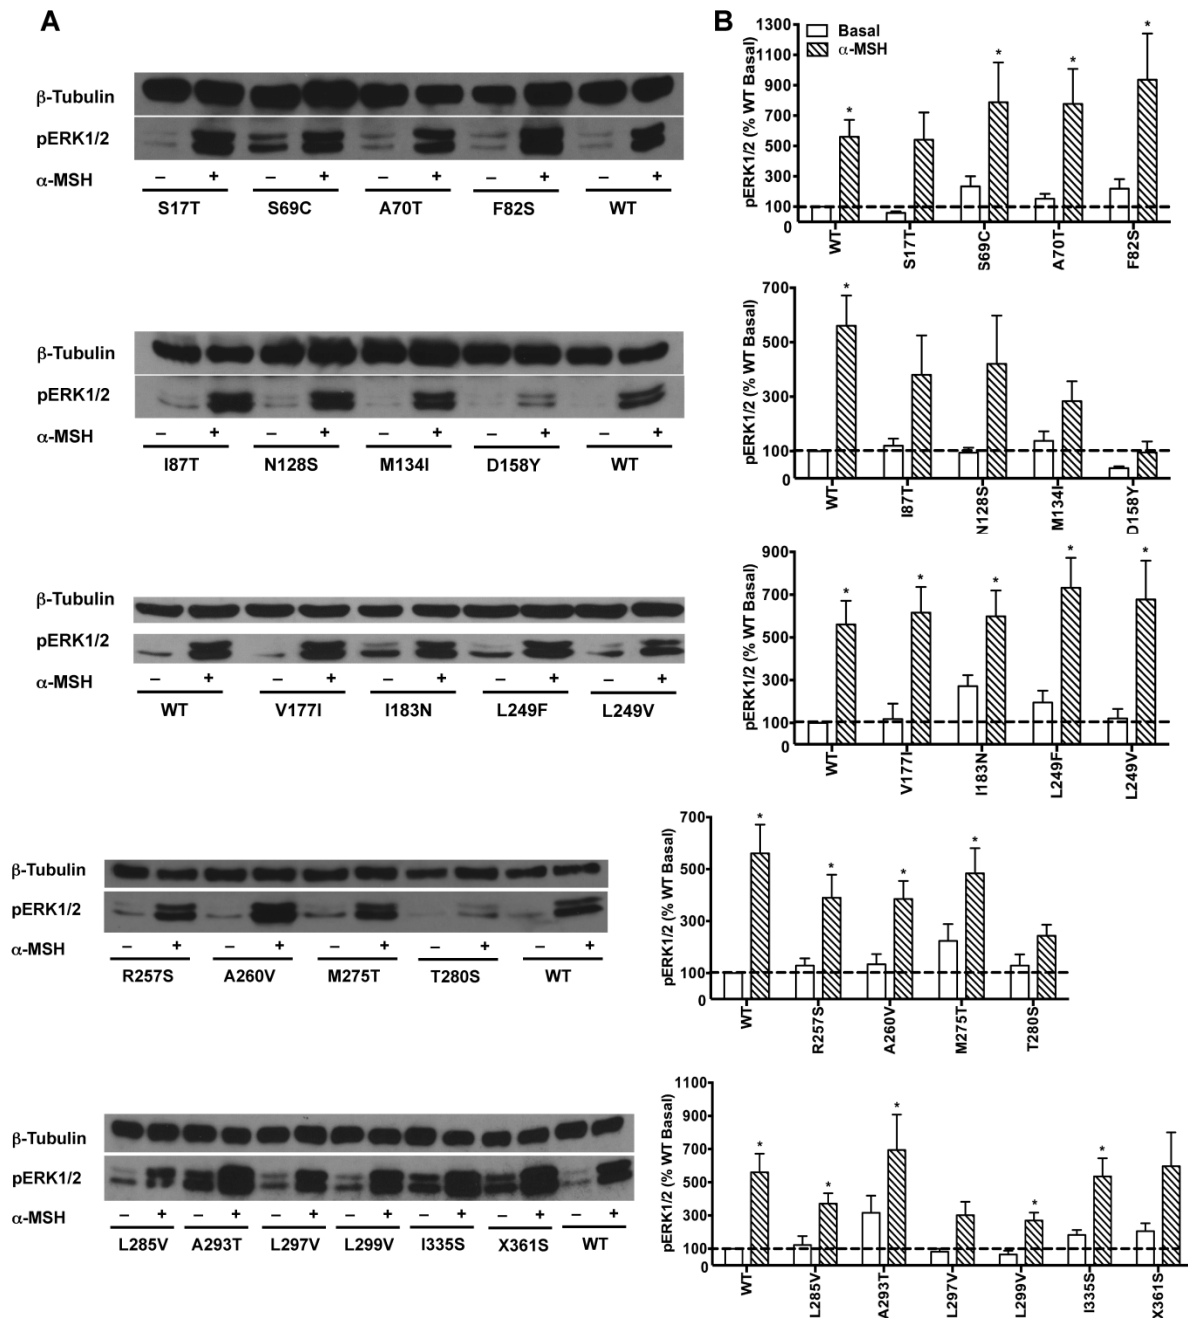 A
β-Tubulin
pERK1/2
α-MSH
– + – + – + – + – +
S17T S69C A70T F82S WT
β-Tubulin
pERK1/2
α-MSH
– + – + – + – + – +
I87T N128S M134I D158Y WT
β-Tubulin
pERK1/2
α-MSH
– + – + – + – + – +
WT V177I I183N L249F L249V
β-Tubulin
pERK1/2
α-MSH
– + – + – + – + – +
R257S A260V M275T T280S WT
β-Tubulin
pERK1/2
α-MSH
– + – + – + – + – + – + – +
L285V A293T L297V L299V I335S X361S WT
B
Basal
α-MSH
pERK1/2 (% WT Basal)
1300
1100
900
700
500
300
100
0
* * * *
WT S17T S69C A70T F82S
pERK1/2 (% WT Basal)
700
500
300
100
0
*
WT I87T N128S M134I D158Y
pERK1/2 (% WT Basal)
900
700
500
300
100
0
* * * * *
WT V177I I183N L249F L249V
pERK1/2 (% WT Basal)
700
500
300
100
0
* * * *
WT R257S A260V M275T T280S
pERK1/2 (% WT Basal)
1100
900
700
500
300
100
0
* * * * *
WT L285V A293T L297V L299V I335S X361S